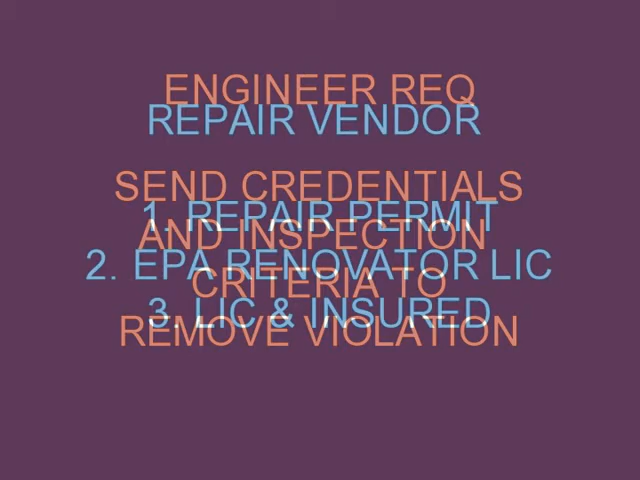 ENGINEER REQ
REPAIR VENDOR
SEND CREDENTIALS
1. REPAIR PERMIT
AND INSPECTION
2. EPA RENOVATOR LIC
CRITERIA TO
3. LIC & INSURED
REMOVE VIOLATION